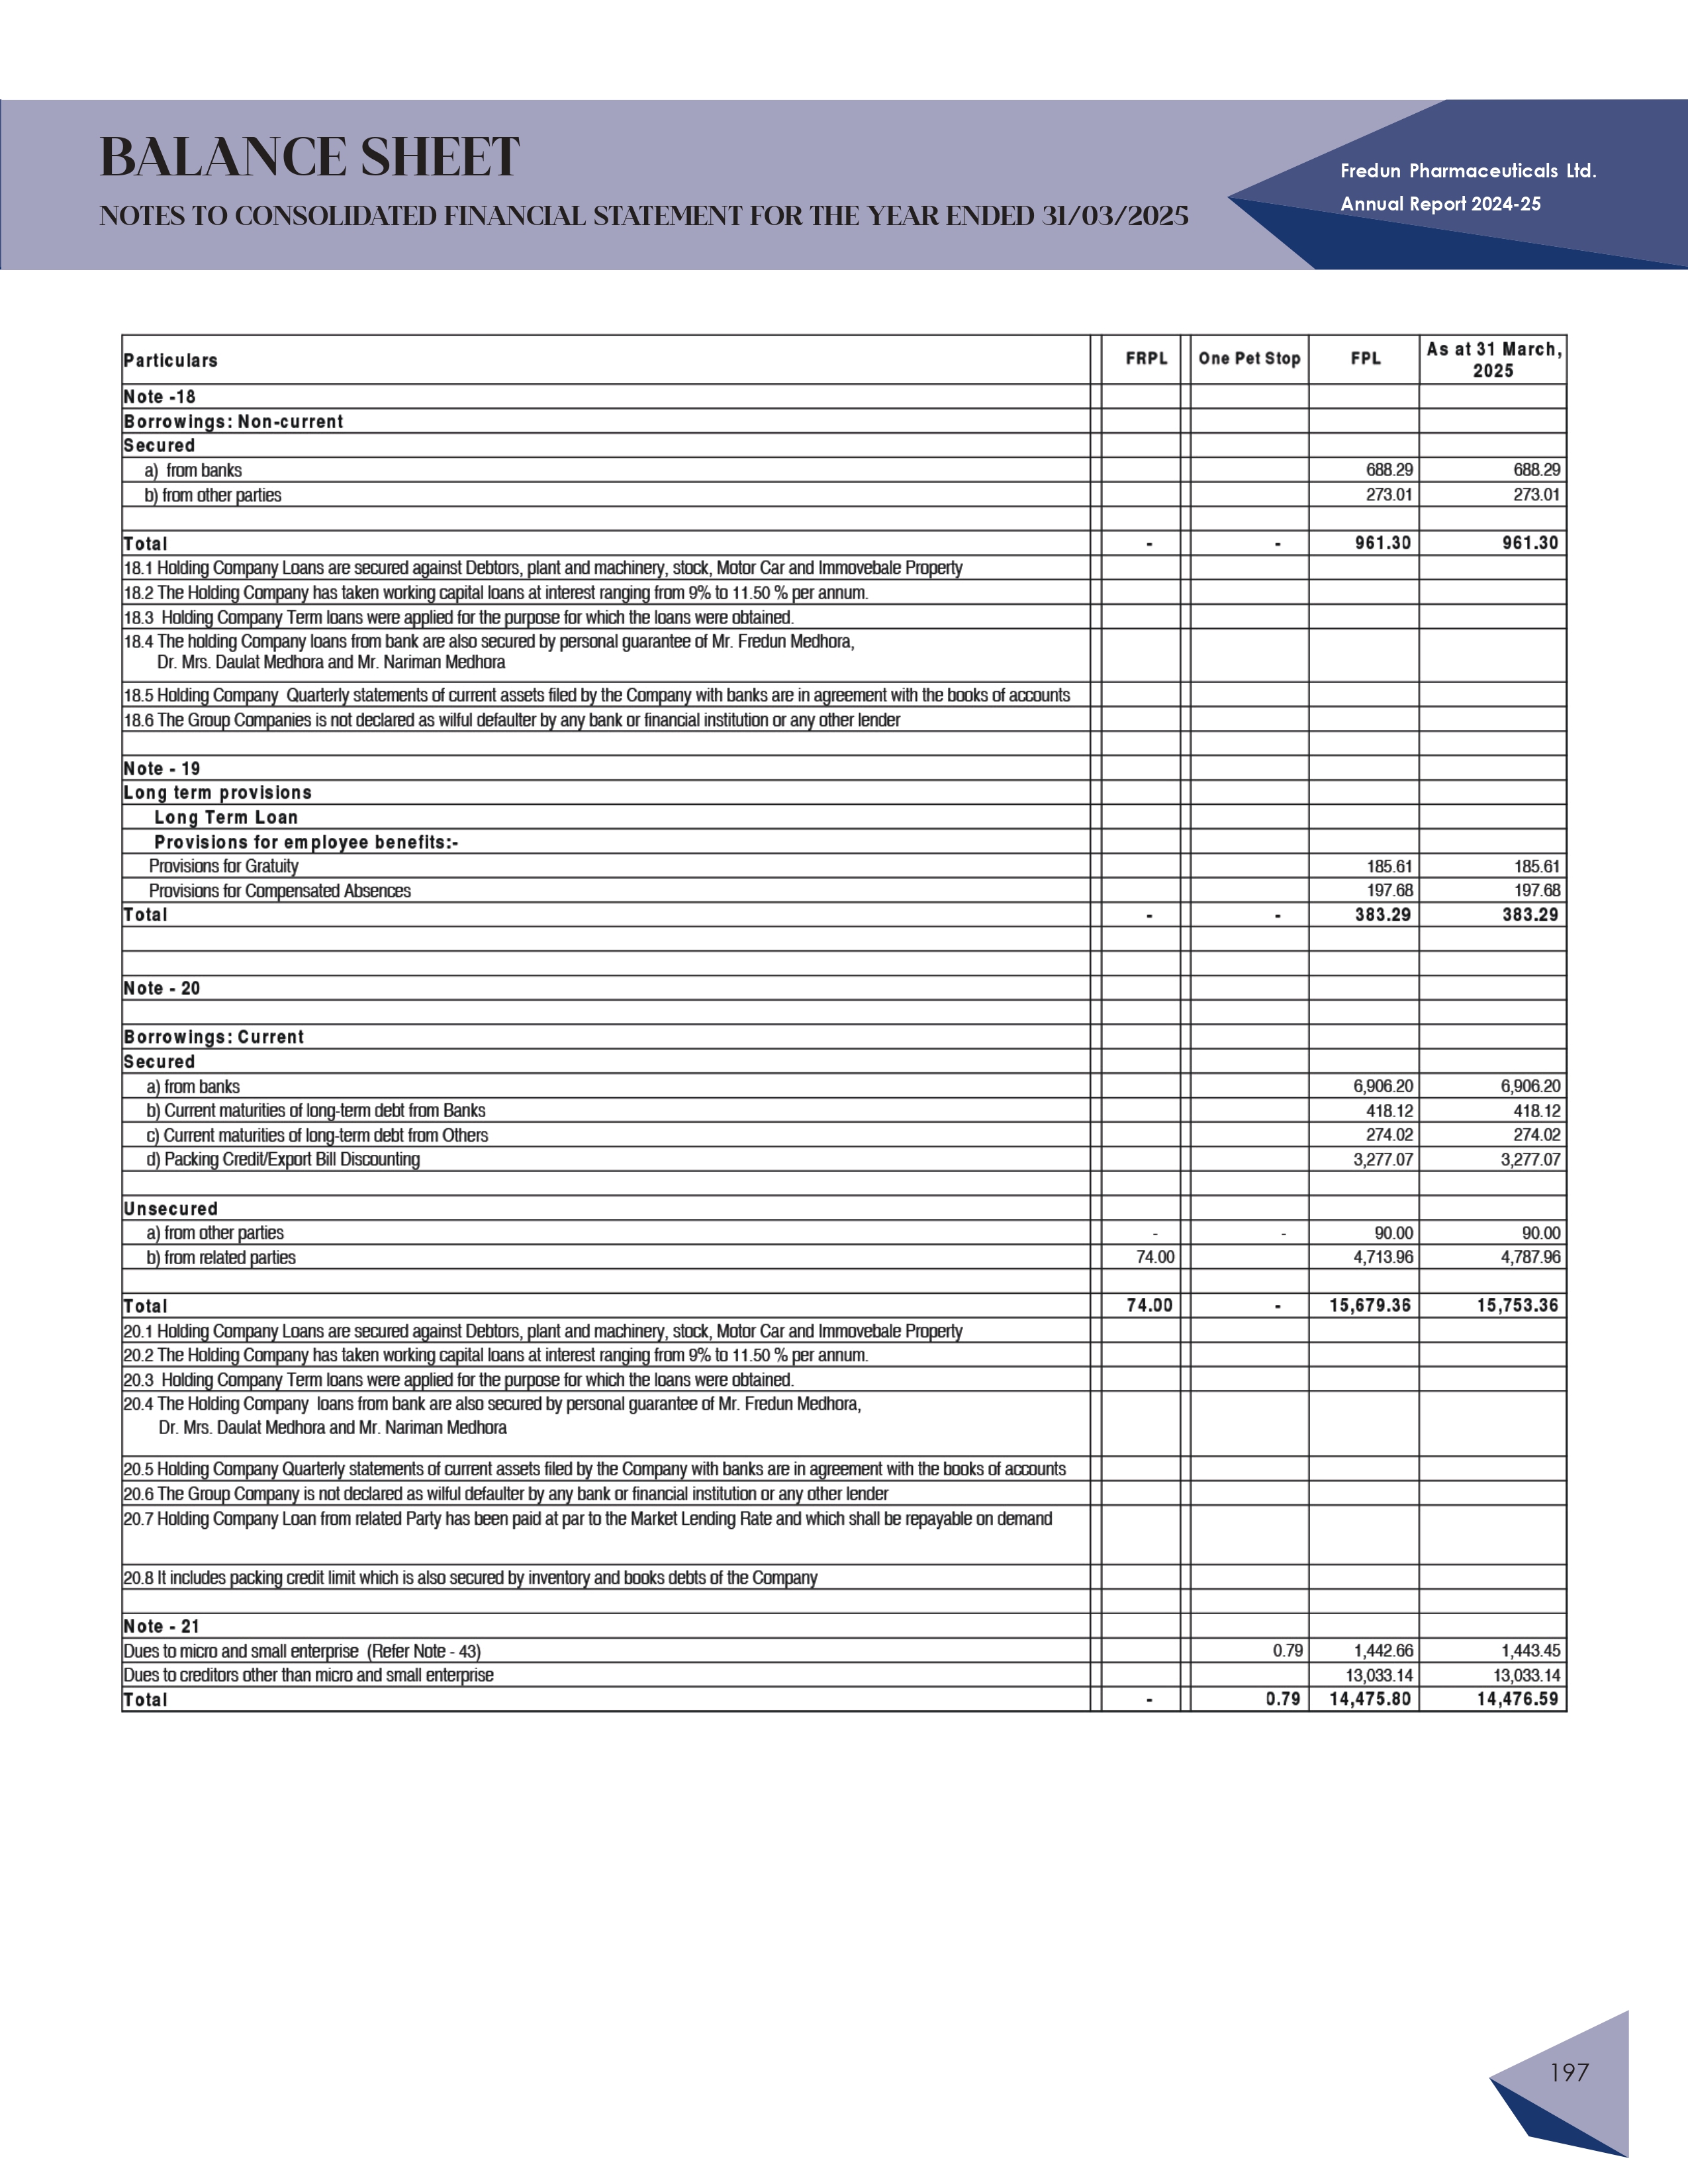 BALANCE SHEET
NOTES TO CONSOLIDATED FINANCIAL STATEMENT FOR THE YEAR ENDED 31/03/2025
Fredun Pharmaceuticals Ltd.
Annual Report 2024-25
Particulars FRPL One Pet Stop FPL As at 31 March, 2025
Note -18
Borrowings: Non-current
Secured
a) from banks 688.29 688.29
b) from other parties 273.01 273.01
Total - - 961.30 961.30
18.1 Holding Company Loans are secured against Debtors, plant and machinery, stock, Motor Car and Immovebale Property
18.2 The Holding Company has taken working capital loans at interest ranging from 9% to 11.50 % per annum.
18.3 Holding Company Term loans were applied for the purpose for which the loans were obtained.
18.4 The holding Company loans from bank are also secured by personal guarantee of Mr. Fredun Medhora,
Dr. Mrs. Daulat Medhora and Mr. Nariman Medhora
18.5 Holding Company Quarterly statements of current assets filed by the Company with banks are in agreement with the books of accounts
18.6 The Group Companies is not declared as wilful defaulter by any bank or financial institution or any other lender
Note - 19
Long term provisions
Long Term Loan
Provisions for employee benefits:-
Provisions for Gratuity 185.61 185.61
Provisions for Compensated Absences 197.68 197.68
Total - - 383.29 383.29
Note - 20
Borrowings: Current
Secured
a) from banks 6,906.20 6,906.20
b) Current maturities of long-term debt from Banks 418.12 418.12
c) Current maturities of long-term debt from Others 274.02 274.02
d) Packing Credit/Export Bill Discounting 3,277.07 3,277.07
Unsecured
a) from other parties - - 90.00 90.00
b) from related parties 74.00 4,713.96 4,787.96
Total 74.00 - 15,679.36 15,753.36
20.1 Holding Company Loans are secured against Debtors, plant and machinery, stock, Motor Car and Immovebale Property
20.2 The Holding Company has taken working capital loans at interest ranging from 9% to 11.50 % per annum.
20.3 Holding Company Term loans were applied for the purpose for which the loans were obtained.
20.4 The Holding Company loans from bank are also secured by personal guarantee of Mr. Fredun Medhora,
Dr. Mrs. Daulat Medhora and Mr. Nariman Medhora
20.5 Holding Company Quarterly statements of current assets filed by the Company with banks are in agreement with the books of accounts
20.6 The Group Company is not declared as wilful defaulter by any bank or financial institution or any other lender
20.7 Holding Company Loan from related Party has been paid at par to the Market Lending Rate and which shall be repayable on demand
20.8 It includes packing credit limit which is also secured by inventory and books debts of the Company
Note - 21
Dues to micro and small enterprise (Refer Note - 43) 0.79 1,442.66 1,443.45
Dues to creditors other than micro and small enterprise 13,033.14 13,033.14
Total - 0.79 14,475.80 14,476.59
197